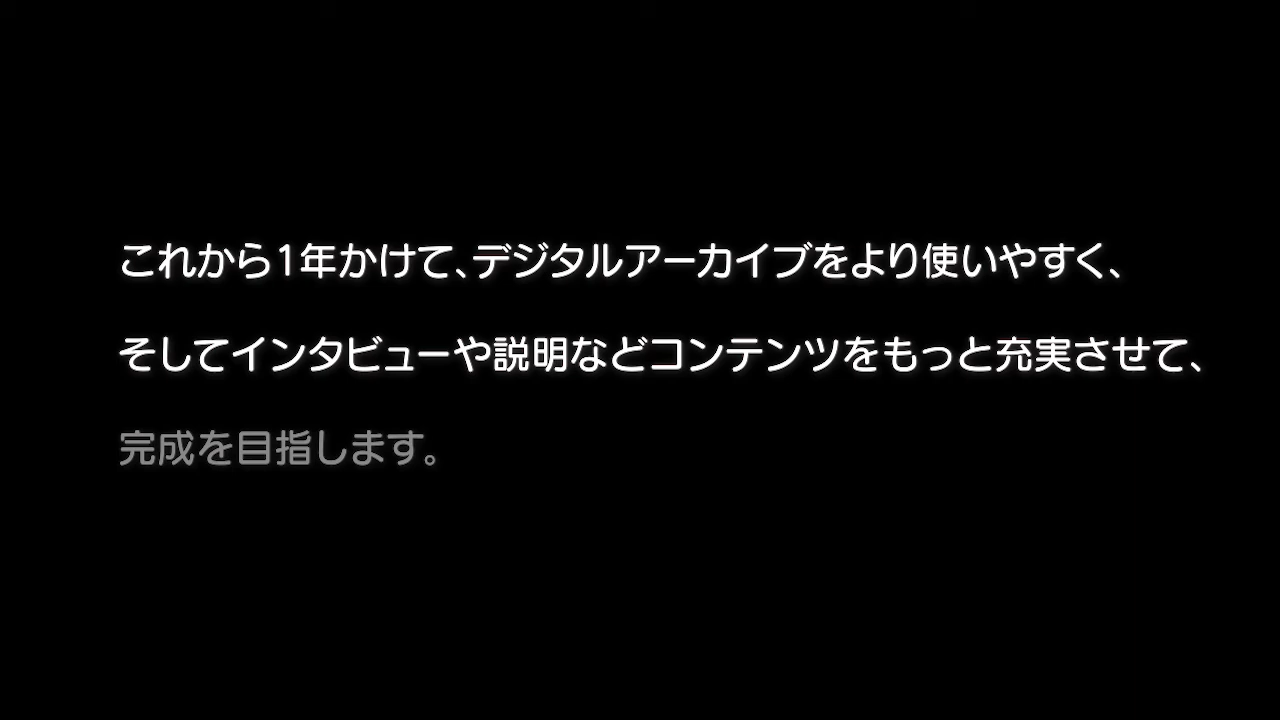 これから1年かけて、デジタルアーカイブをより使いやすく、
そしてインタビューや説明などコンテンツをもっと充実させて、
完成を目指します。